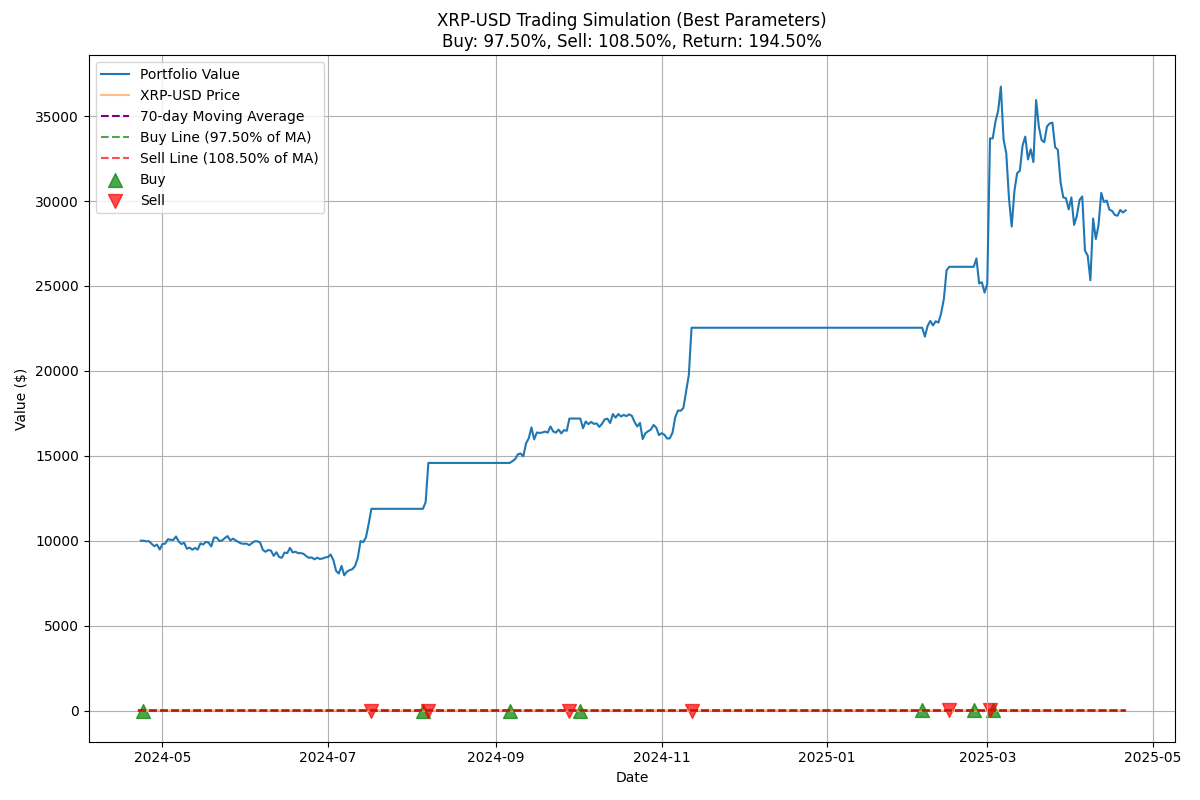 XRP-USD Trading Simulation (Best Parameters)
Buy: 97.50%, Sell: 108.50%, Return: 194.50%
Portfolio Value
XRP-USD Price
70-day Moving Average
Buy Line (97.50% of MA)
Sell Line (108.50% of MA)
Buy
Sell
35000
30000
25000
20000
15000
10000
5000
0
Value ($)
2024-05
2024-07
2024-09
2024-11
2025-01
2025-03
2025-05
Date